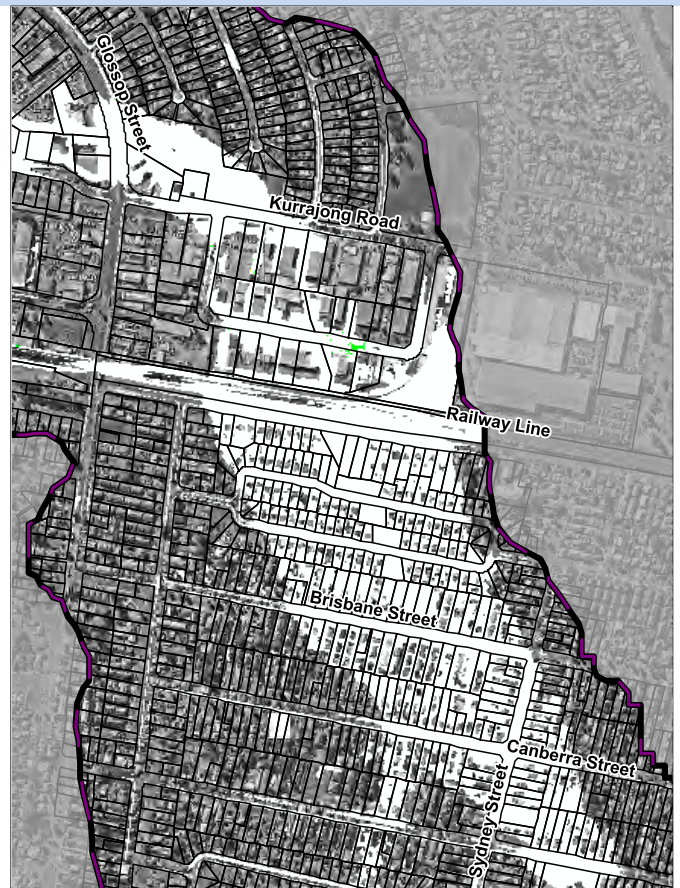 Glossop Street
Kurrajong Road
Railway Line
Brisbane Street
Canberra Street
Sydney Street